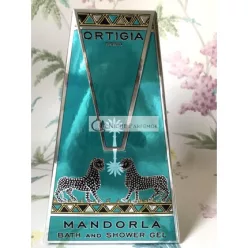 ORTIGIA
MANDORLA
BATH AND SHOWER GEL